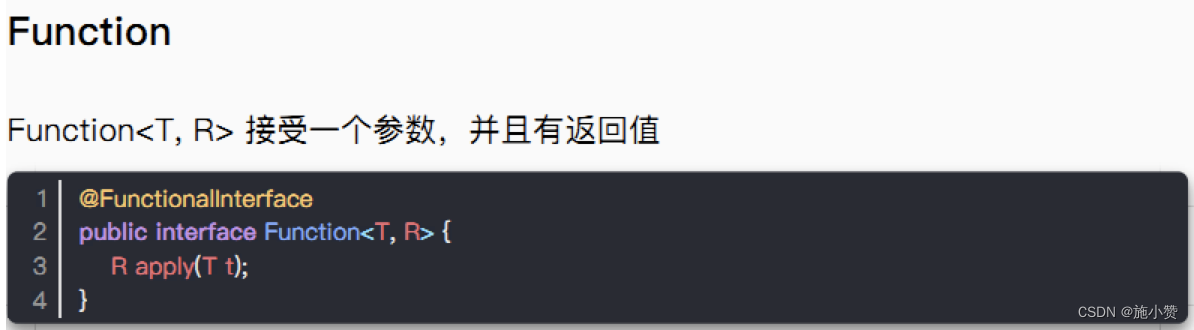 Function
Function<T, R> 接受一个参数，并且有返回值
1 @FunctionalInterface
2 public interface Function<T, R> {
3 R apply(T t);
4 }
CSDN @施小赞